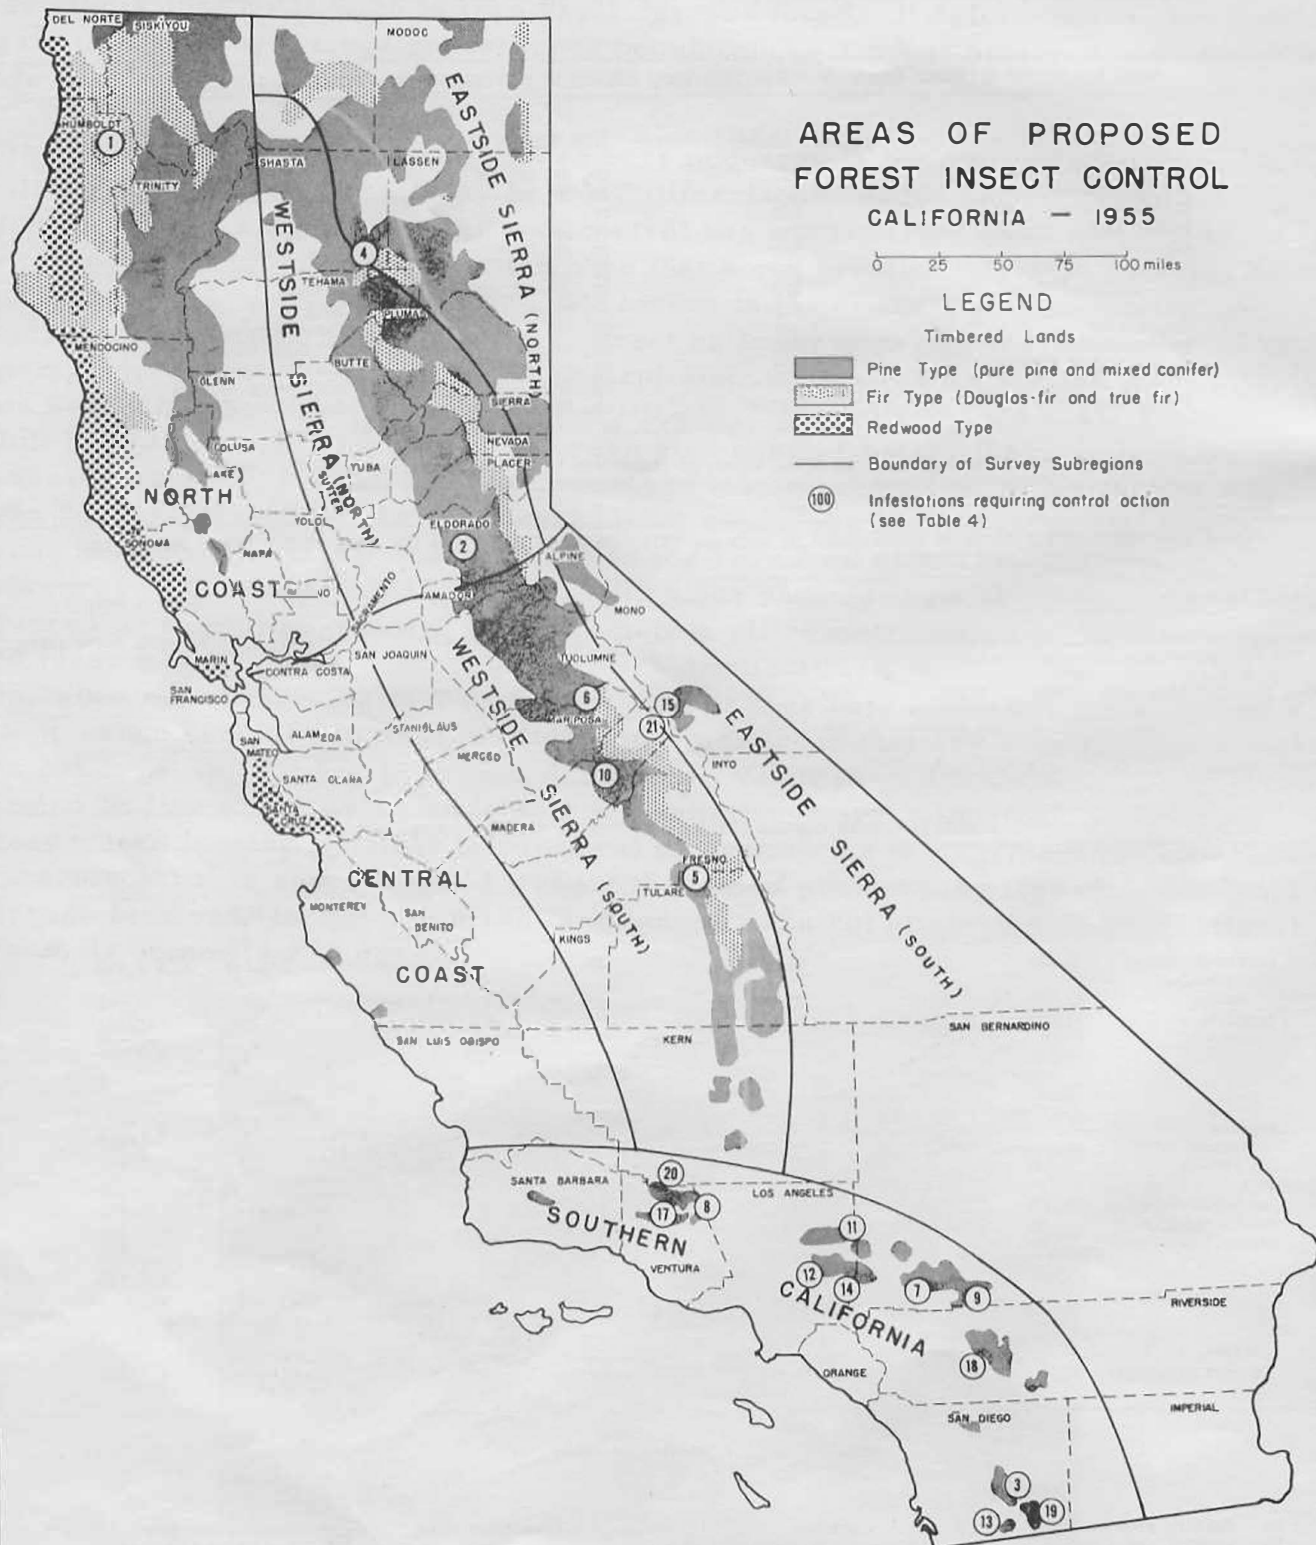 AREAS OF PROPOSED
FOREST INSECT CONTROL
CALIFORNIA — 1955
0 25 50 75 100 miles
LEGEND
Timbered Lands
Pine Type (pure pine and mixed conifer)
Fir Type (Douglas-fir and true fir)
Redwood Type
Boundary of Survey Subregions
100 Infestations requiring control action
(see Table 4)
DEL NORTE
SISKIYOU
MODOC
HUMBOLDT
1
TRINITY
SHASTA
LASSEN
EASTSIDE SIERRA (NORTH)
WESTSIDE SIERRA (NORTH)
4
TEHAMA
PLUMAS
MENDOCINO
GLENN
BUTTE
SIERRA
NEVADA
PLACER
COLUSA
LAKE
YUBA
SUTTER
NORTH
COAST
SONOMA
NAPA
YOLO
NO
ELDORADO
2
ALPINE
SACRAMENTO
AMADOR
MONO
MARIN
CONTRA COSTA
SAN JOAQUIN
TUOLUMNE
SAN
FRANCISCO
WESTSIDE SIERRA (SOUTH)
6
15
21
MARIPOSA
EASTSIDE SIERRA (SOUTH)
SAN
MATEO
ALAMEDA
STANISLAUS
MERCED
INYO
SANTA CLARA
10
SANTA
CRUZ
MADERA
FRESNO
5
CENTRAL
COAST
MONTEREY
SAN
BENITO
TULARE
KINGS
SAN LUIS OBISPO
KERN
SAN BERNARDINO
SANTA BARBARA
20
17
8
LOS ANGELES
SOUTHERN
CALIFORNIA
VENTURA
11
12
14
7
9
RIVERSIDE
ORANGE
18
SAN DIEGO
IMPERIAL
3
13
19